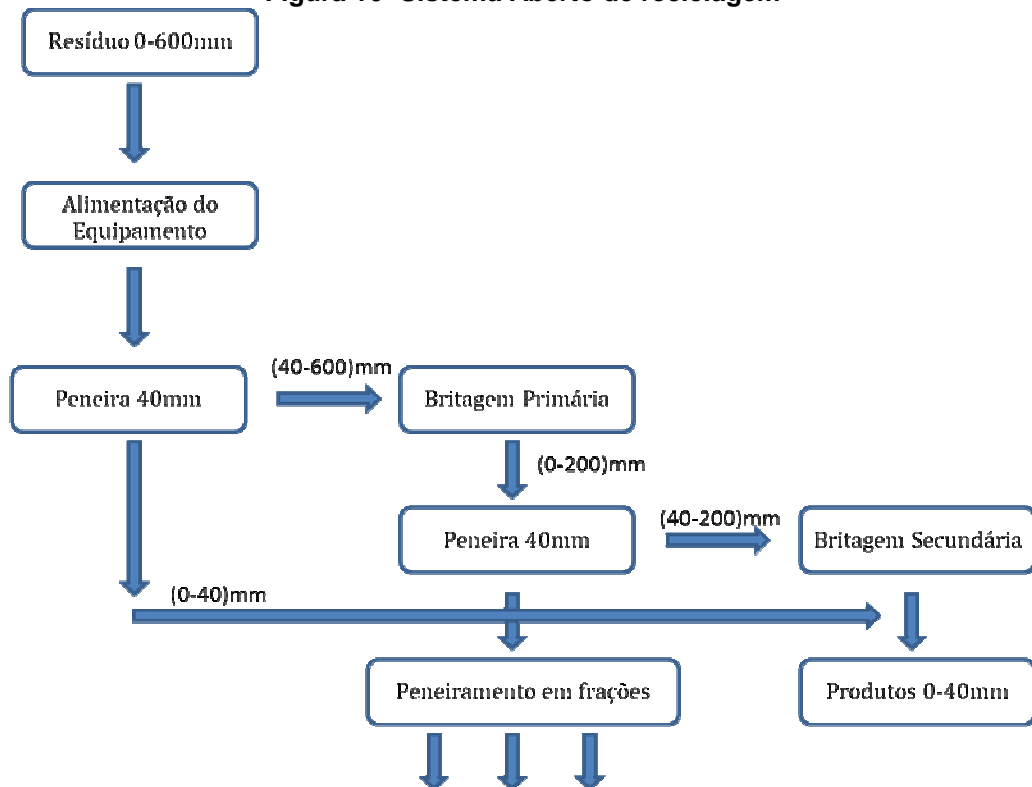 Resíduo 0-600mm
Alimentação do
Equipamento
Peneira 40mm
(40-600)mm
Britagem Primária
(0-200)mm
Peneira 40mm
(40-200)mm
Britagem Secundária
(0-40)mm
Peneiramento em frações
Produtos 0-40mm